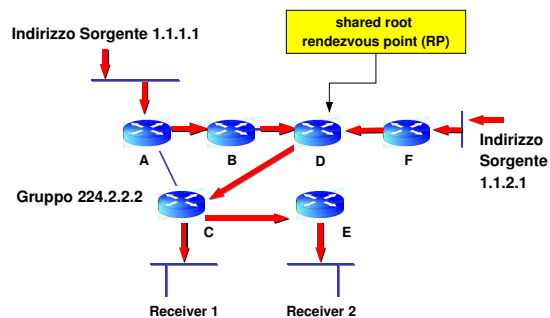 shared root
rendezvous point (RP)
Indirizzo Sorgente 1.1.1.1
A
B
D
F
Indirizzo
Sorgente
1.1.2.1
Gruppo 224.2.2.2
C
E
Receiver 1
Receiver 2